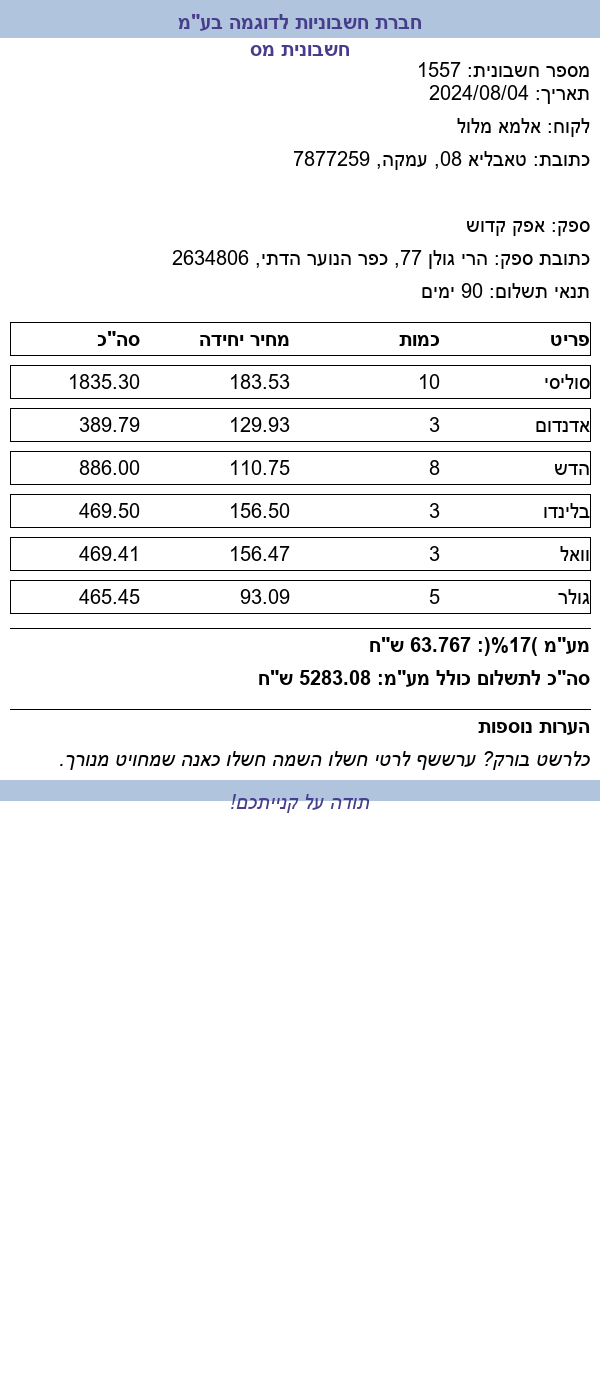 חברת חשבוניות לדוגמה בע"מ
חשבונית מס
מספר חשבונית: 1557
תאריך: 2024/08/04
לקוח: אלמא מלול
כתובת: טאבליא 08, עמקה, 7877259
ספק: אפק קדוש
כתובת ספק: הרי גולן 77, כפר הנוער הדתי, 2634806
תנאי תשלום: 90 ימים
פריט כמות מחיר יחידה סה"כ
סוליסי 10 183.53 1835.30
אדנדום 3 129.93 389.79
הדש 8 110.75 886.00
בלינדו 3 156.50 469.50
וואל 3 156.47 469.41
גולר 5 93.09 465.45
מע"מ )17%(: 63.767 ש"ח
סה"כ לתשלום כולל מע"מ: 5283.08 ש"ח
הערות נוספות
כלרשט בורק? ערששף לרטי חשלו השמה חשלו כאנה שמחויט מנורך.
תודה על קנייתכם!